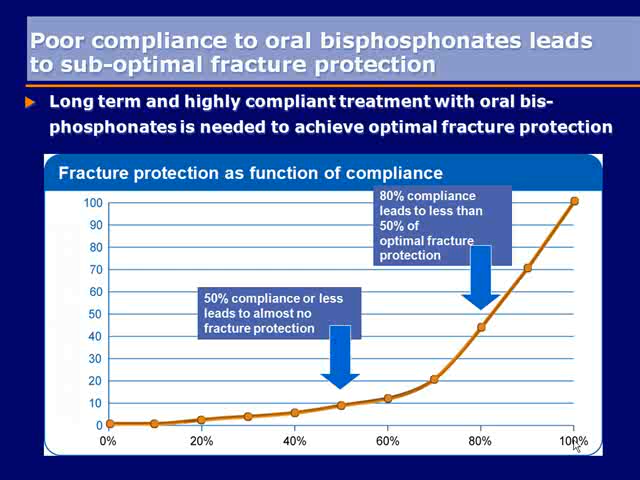 Poor compliance to oral bisphosphonates leads
to sub-optimal fracture protection
Long term and highly compliant treatment with oral bis-
phosphonates is needed to achieve optimal fracture protection
Fracture protection as function of compliance
80% compliance
leads to less than
50% of
optimal fracture
protection
50% compliance or less
leads to almost no
fracture protection
100
90
80
70
60
50
40
30
20
10
0
0% 20% 40% 60% 80% 100%